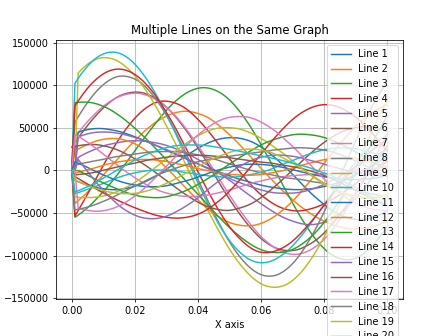 Multiple Lines on the Same Graph
150000
100000
50000
0
−50000
−100000
−150000
0.00
0.02
0.04
0.06
0.08
X axis
Line 1
Line 2
Line 3
Line 4
Line 5
Line 6
Line 7
Line 8
Line 9
Line 10
Line 11
Line 12
Line 13
Line 14
Line 15
Line 16
Line 17
Line 18
Line 19
Line 20